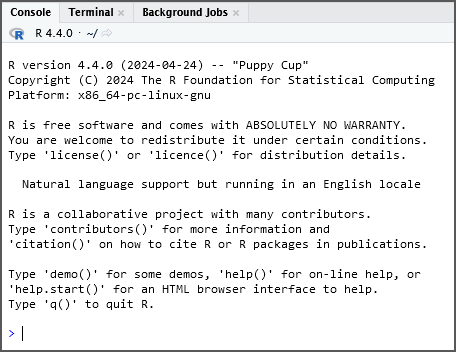 Console Terminal × Background Jobs ×
R 4.4.0 · ~/
R version 4.4.0 (2024-04-24) -- "Puppy Cup"
Copyright (C) 2024 The R Foundation for Statistical Computing
Platform: x86_64-pc-linux-gnu
R is free software and comes with ABSOLUTELY NO WARRANTY.
You are welcome to redistribute it under certain conditions.
Type 'license()' or 'licence()' for distribution details.
Natural language support but running in an English locale
R is a collaborative project with many contributors.
Type 'contributors()' for more information and
'citation()' on how to cite R or R packages in publications.
Type 'demo()' for some demos, 'help()' for on-line help, or
'help.start()' for an HTML browser interface to help.
Type 'q()' to quit R.
>